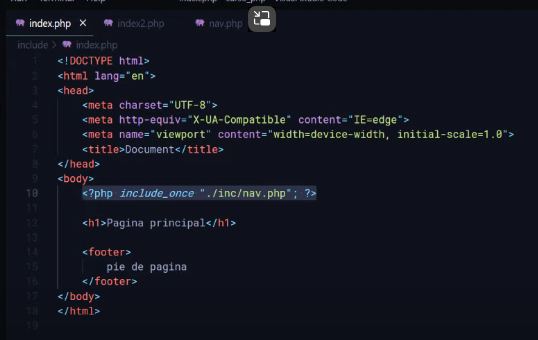 index.php × index2.php nav.php
include > index.php
1 <!DOCTYPE html>
2 <html lang="en">
3 <head>
4 <meta charset="UTF-8">
5 <meta http-equiv="X-UA-Compatible" content="IE=edge">
6 <meta name="viewport" content="width=device-width, initial-scale=1.0">
7 <title>Document</title>
8 </head>
9 <body>
10 <?php include_once "./inc/nav.php"; ?>
11
12 <h1>Pagina principal</h1>
13
14 <footer>
15 pie de pagina
16 </footer>
17 </body>
18 </html>
19